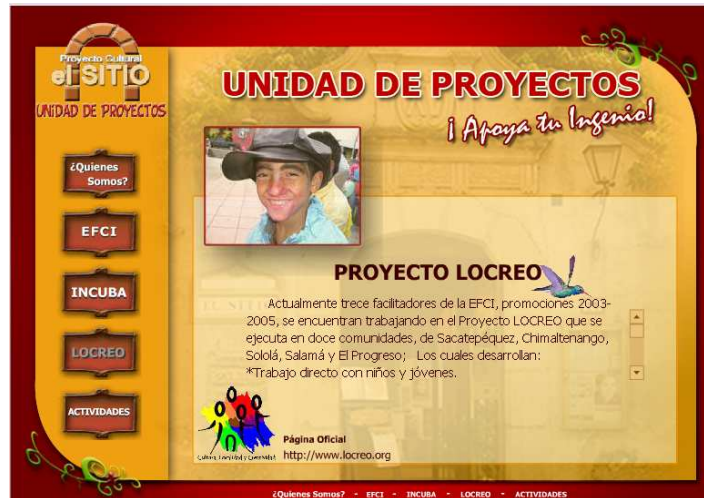 Proyecto Cultural
el SITIO
UNIDAD DE PROYECTOS
UNIDAD DE PROYECTOS
¡ Apoya tu Ingenio!
¿Quienes
Somos?
EFCI
INCUBA
LOCREO
ACTIVIDADES
PROYECTO LOCREO
Actualmente trece facilitadores de la EFCI, promociones 2003-
2005, se encuentran trabajando en el Proyecto LOCREO que se
ejecuta en doce comunidades, de Sacatepéquez, Chimaltenango,
Sololá, Salamá y El Progreso; Los cuales desarrollan:
*Trabajo directo con niños y jóvenes.
Página Oficial
http://www.locreo.org
¿Quienes Somos? - EFCI - INCUBA - LOCREO - ACTIVIDADES